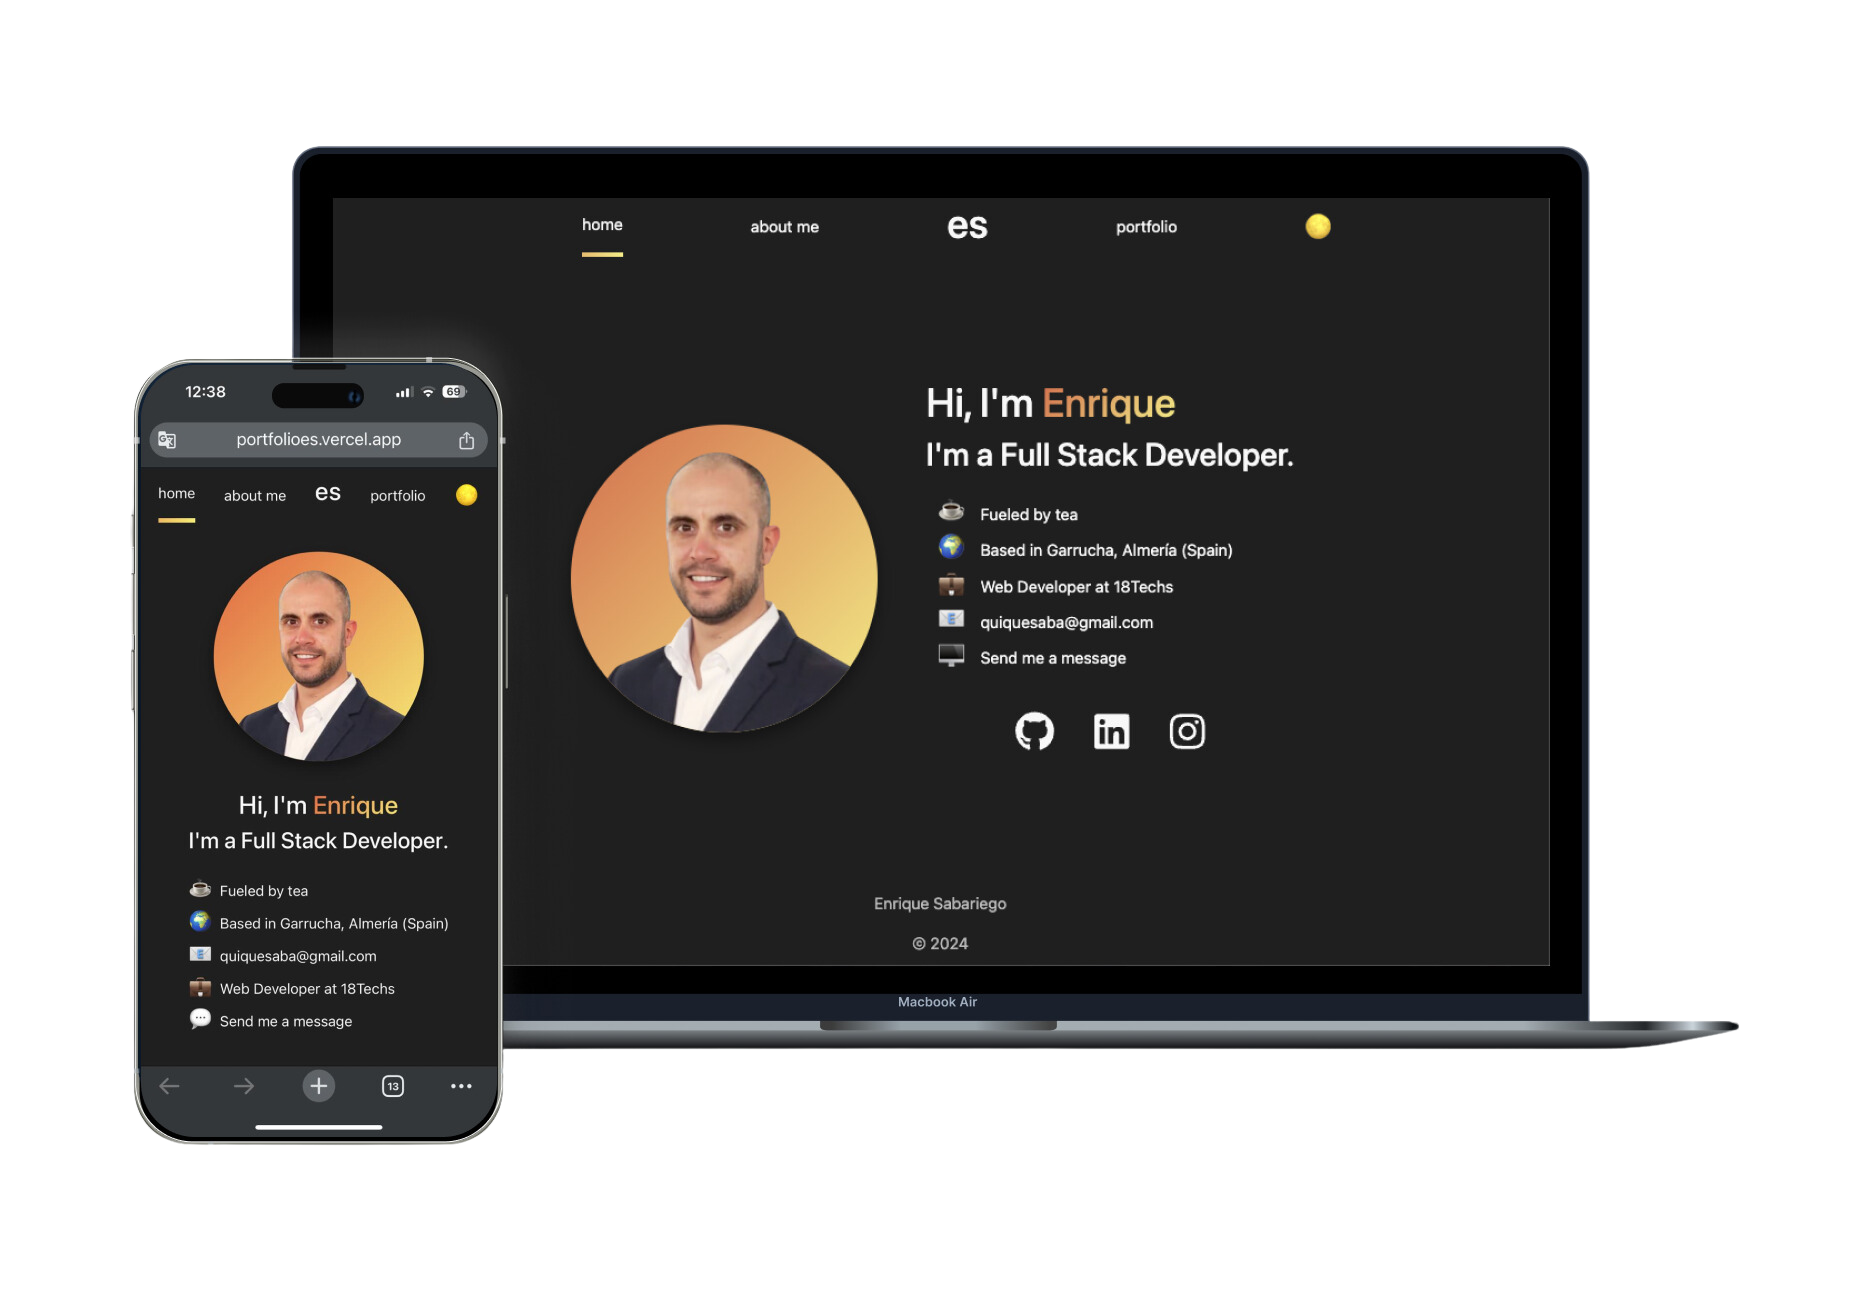 home about me es portfolio
Hi, I'm Enrique
I'm a Full Stack Developer.
Fueled by tea
Based in Garrucha, Almería (Spain)
Web Developer at 18Techs
quiquesaba@gmail.com
Send me a message
in
Enrique Sabariego
© 2024
Macbook Air
12:38 69
portfolioes.vercel.app
home about me es portfolio
Hi, I'm Enrique
I'm a Full Stack Developer.
Fueled by tea
Based in Garrucha, Almería (Spain)
quiquesaba@gmail.com
Web Developer at 18Techs
Send me a message
13